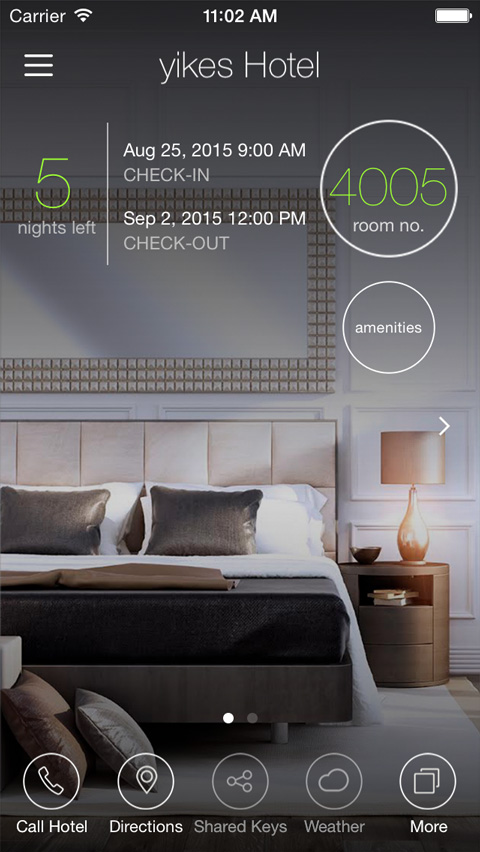 Carrier 11:02 AM
yikes Hotel
5
nights left
Aug 25, 2015 9:00 AM
CHECK-IN
Sep 2, 2015 12:00 PM
CHECK-OUT
4005
room no.
amenities
Call Hotel Directions Shared Keys Weather More